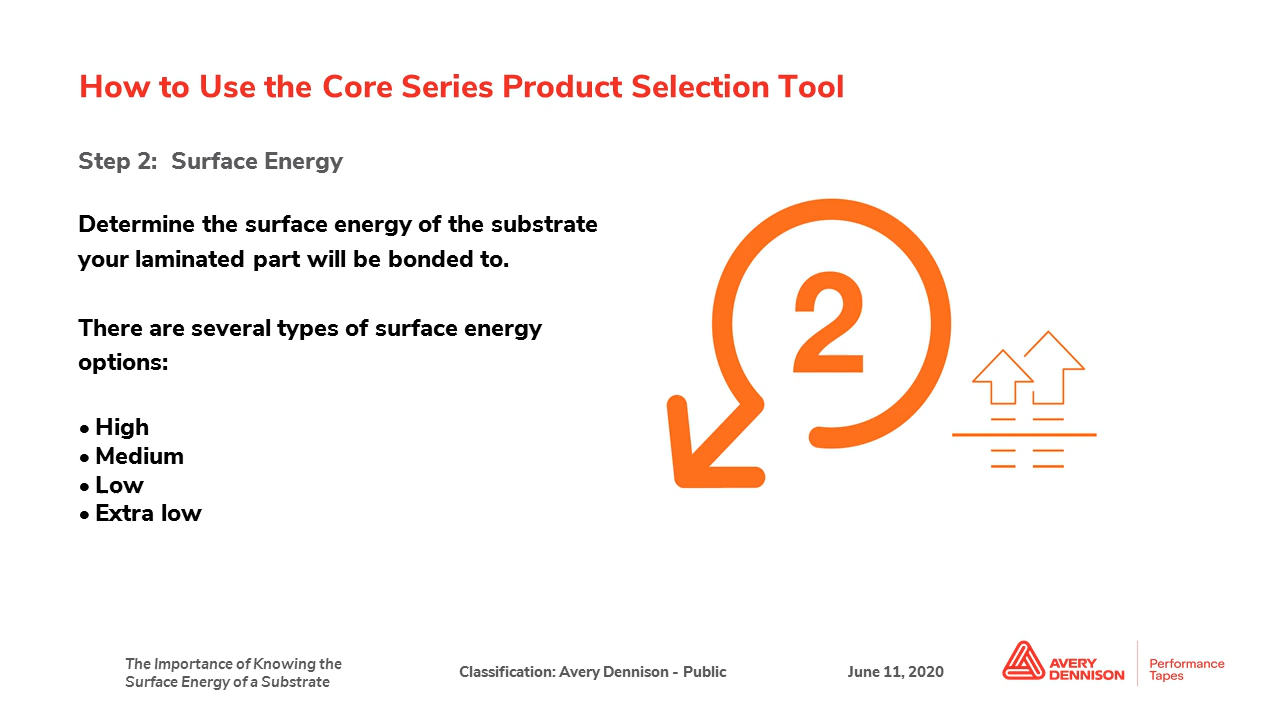 How to Use the Core Series Product Selection Tool
Step 2: Surface Energy
Determine the surface energy of the substrate
your laminated part will be bonded to.
There are several types of surface energy
options:
• High
• Medium
• Low
• Extra low
2
The Importance of Knowing the
Surface Energy of a Substrate
Classification: Avery Dennison - Public
June 11, 2020
AVERY
DENNISON
Performance
Tapes